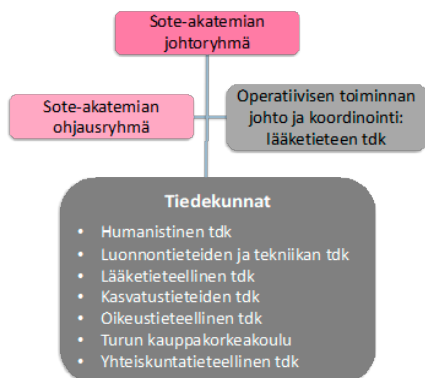 Sote-akatemian
johtoryhmä
Sote-akatemian
ohjausryhmä
Operatiivisen toiminnan
johto ja koordinointi:
lääketieteen tdk
Tiedekunnat
• Humanistinen tdk
• Luonnontieteiden ja tekniikan tdk
• Lääketieteellinen tdk
• Kasvatustieteiden tdk
• Oikeustieteellinen tdk
• Turun kauppakorkeakoulu
• Yhteiskuntatieteellinen tdk